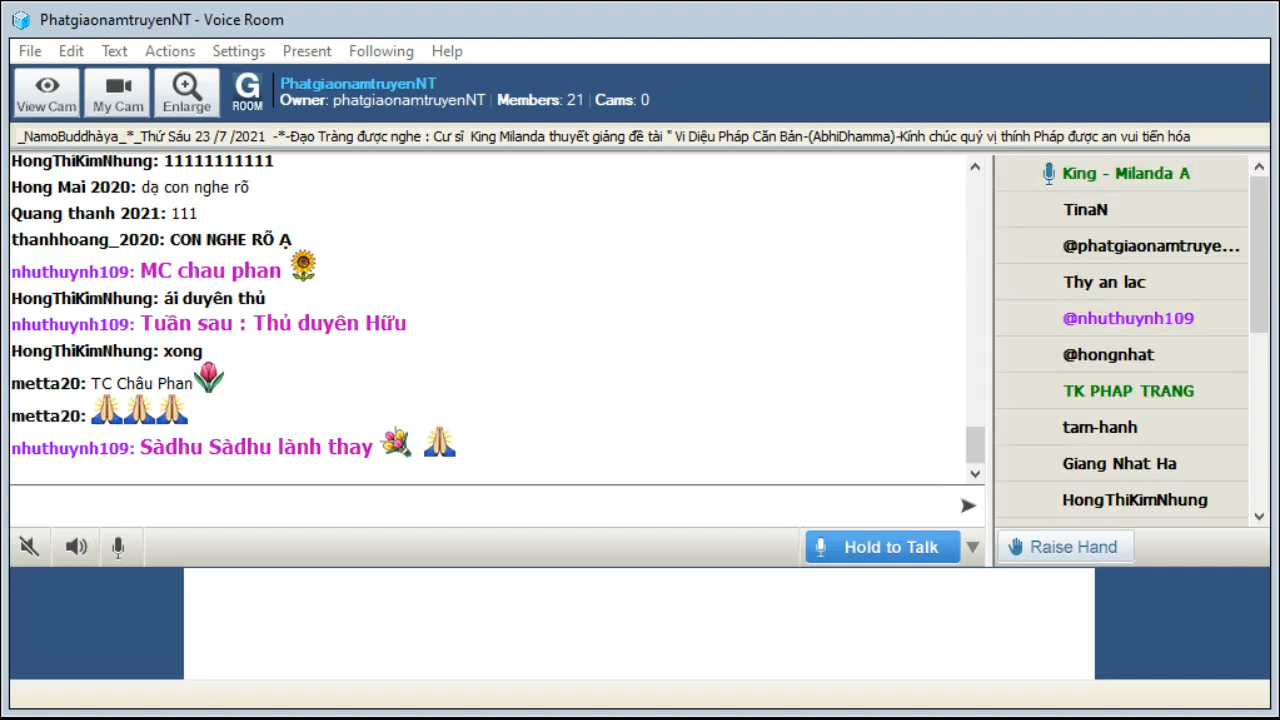 PhatgiaonamtruyenNT - Voice Room
File Edit Text Actions Settings Present Following Help
View Cam My Cam Enlarge G ROOM
PhatgiaonamtruyenNT
Owner: phatgiaonamtruyenNT | Members: 21 | Cams: 0
_NamoBuddhàya_*_Thứ Sáu 23 /7 /2021 -*-Đạo Tràng được nghe : Cư sĩ King Milanda thuyết giảng đề tài " Vi Diệu Pháp Căn Bản-(AbhiDhamma)-Kính chúc quý vị thính Pháp được an vui tiến hóa
HongThiKimNhung: 11111111111
Hong Mai 2020: dạ con nghe rõ
Quang thanh 2021: 111
thanhhoang_2020: CON NGHE RÕ Ạ
nhuthuynh109: MC chau phan
HongThiKimNhung: ái duyên thủ
nhuthuynh109: Tuần sau : Thủ duyên Hữu
HongThiKimNhung: xong
metta20: TC Châu Phan
metta20:
nhuthuynh109: Sàdhu Sàdhu lành thay
King - Milanda A
TinaN
@phatgiaonamtruye...
Thy an lac
@nhuthuynh109
@hongnhat
TK PHAP TRANG
tam-hanh
Giang Nhat Ha
HongThiKimNhung
Hold to Talk
Raise Hand